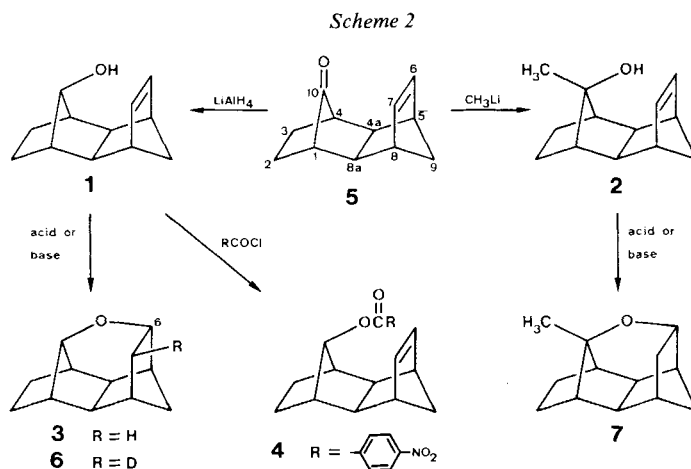 Scheme 2
OH
O
6
H₃C
OH
LiAlH₄
10
7
CH₃Li
4
5
3
4a
2
1
8a
8
9
1
5
2
acid or
base
RCOCl
acid or
base
O
6
R
O
OCR
H₃C
O
3 R = H
6 R = D
4 R =
NO₂
7